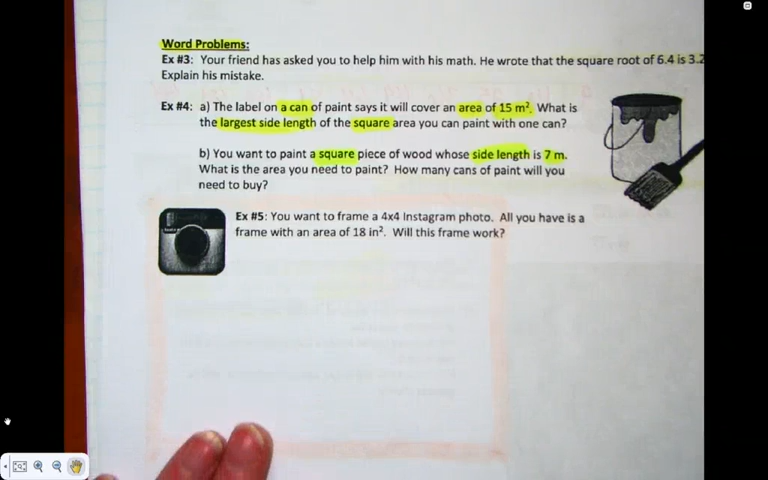 Word Problems:
Ex #3: Your friend has asked you to help him with his math. He wrote that the square root of 6.4 is 3.2
Explain his mistake.
Ex #4: a) The label on a can of paint says it will cover an area of 15 m². What is
the largest side length of the square area you can paint with one can?
b) You want to paint a square piece of wood whose side length is 7 m.
What is the area you need to paint? How many cans of paint will you
need to buy?
Ex #5: You want to frame a 4x4 Instagram photo. All you have is a
frame with an area of 18 in². Will this frame work?